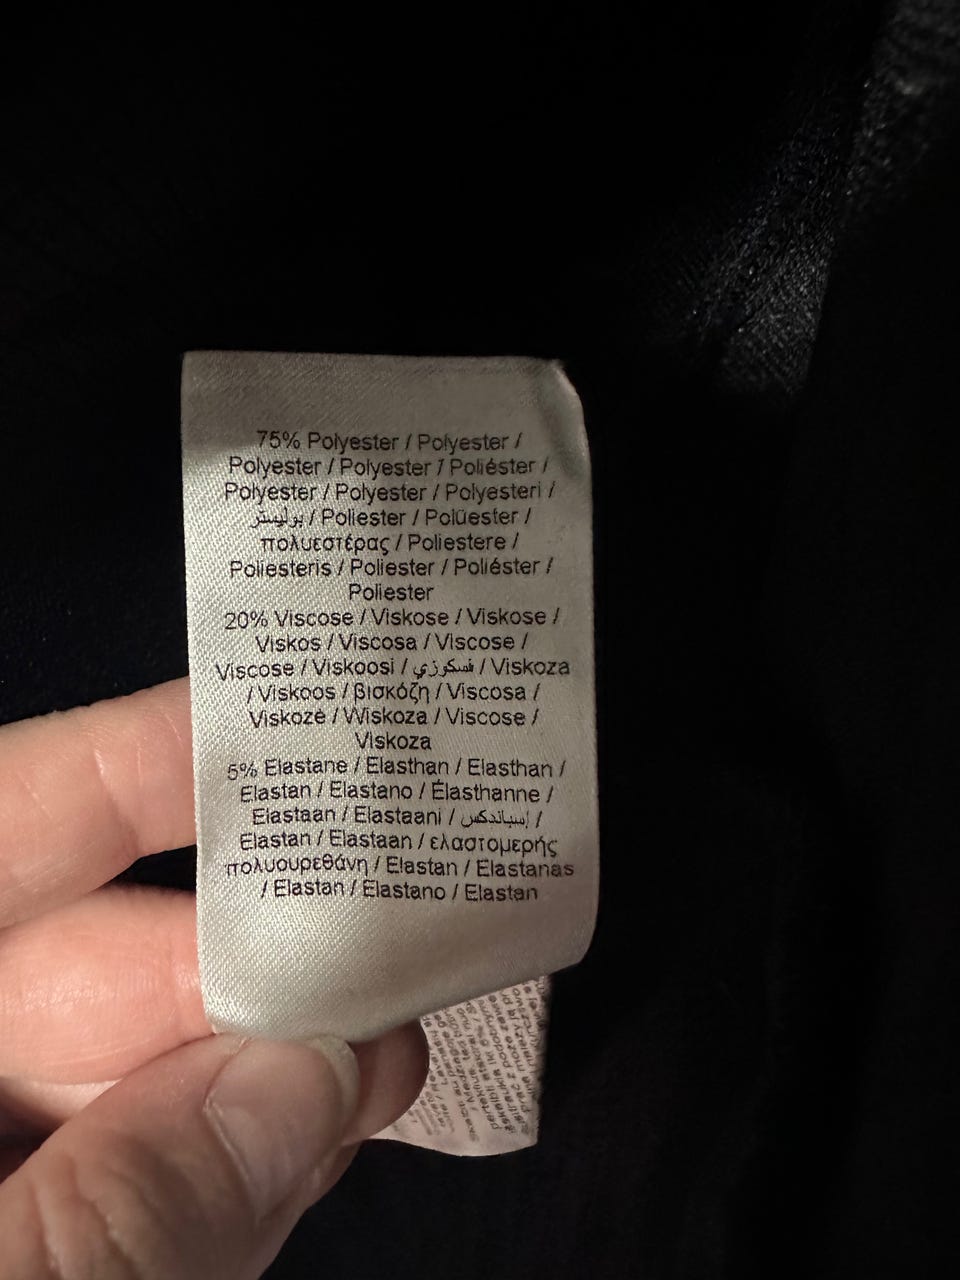 75% Polyester / Polyester /
Polyester / Polyester / Poliéster /
Polyester / Polyester / Polyesteri /
بوليستر / Poliester / Polüester /
πολυεστέρας / Poliestere /
Poliesteris / Poliester / Poliéster /
Poliester
20% Viscose / Viskose / Viskose /
Viskos / Viscosa / Viscose /
Viscose / Viskoosi / فسكوزي / Viskoza
/ Viskoos / βισκόζη / Viscosa /
Viskozė / Wiskoza / Viscose /
Viskoza
5% Elastane / Elasthan / Elasthan /
Elastan / Elastano / Élasthanne /
Elastaan / Elastaani / إسباندكس /
Elastan / Elastaan / ελαστομερής
πολυουρεθάνη / Elastan / Elastanas
/ Elastan / Elastano / Elastan